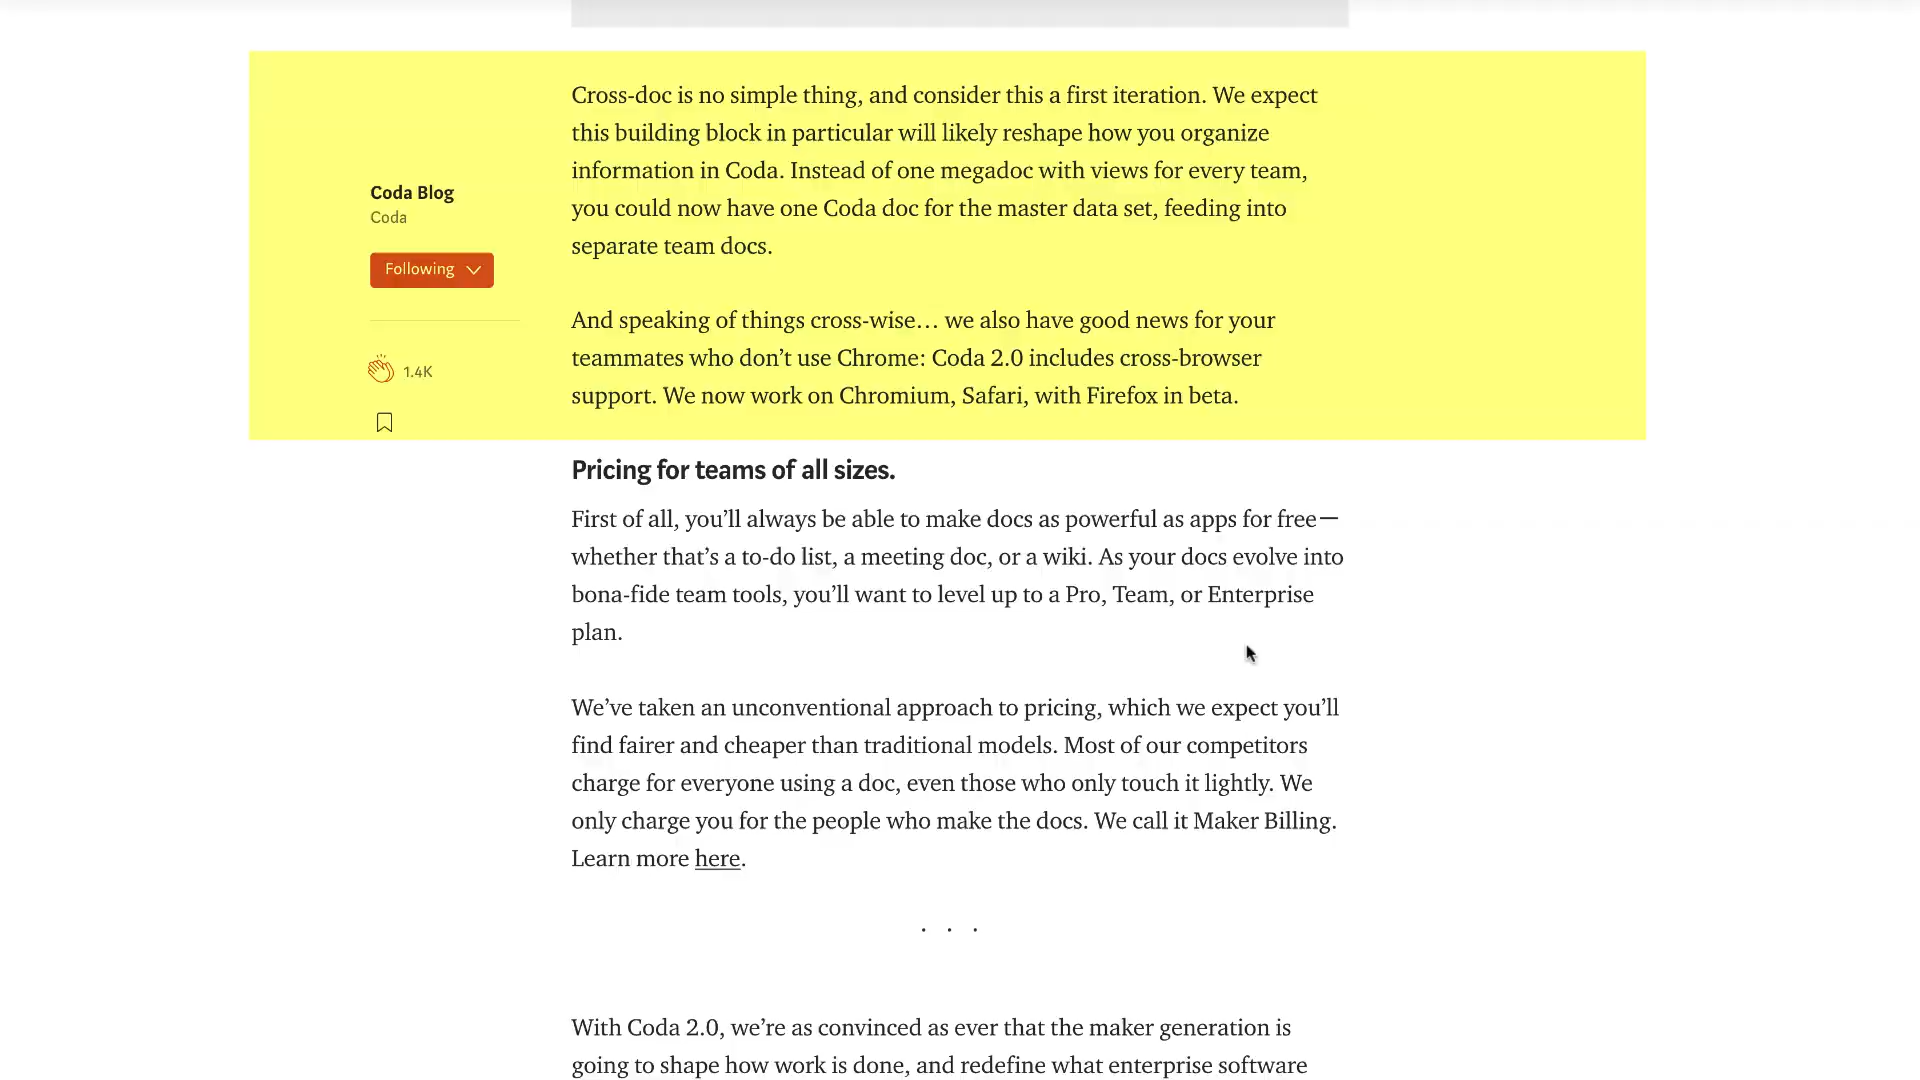 Coda Blog
Coda
Following
1.4K
Cross-doc is no simple thing, and consider this a first iteration. We expect
this building block in particular will likely reshape how you organize
information in Coda. Instead of one megadoc with views for every team,
you could now have one Coda doc for the master data set, feeding into
separate team docs.
And speaking of things cross-wise… we also have good news for your
teammates who don’t use Chrome: Coda 2.0 includes cross-browser
support. We now work on Chromium, Safari, with Firefox in beta.
Pricing for teams of all sizes.
First of all, you’ll always be able to make docs as powerful as apps for free—
whether that’s a to-do list, a meeting doc, or a wiki. As your docs evolve into
bona-fide team tools, you’ll want to level up to a Pro, Team, or Enterprise
plan.
We’ve taken an unconventional approach to pricing, which we expect you’ll
find fairer and cheaper than traditional models. Most of our competitors
charge for everyone using a doc, even those who only touch it lightly. We
only charge you for the people who make the docs. We call it Maker Billing.
Learn more here.
. . .
With Coda 2.0, we’re as convinced as ever that the maker generation is
going to shape how work is done, and redefine what enterprise software